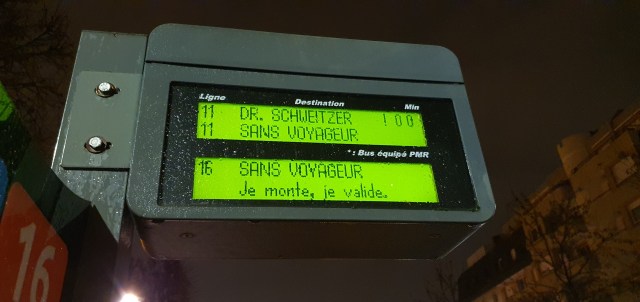 Ligne Destination Min
11 DR. SCHWEITZER ! 00
11 SANS VOYAGEUR
* : Bus équipé PMR
16 SANS VOYAGEUR
Je monte, je valide.
16